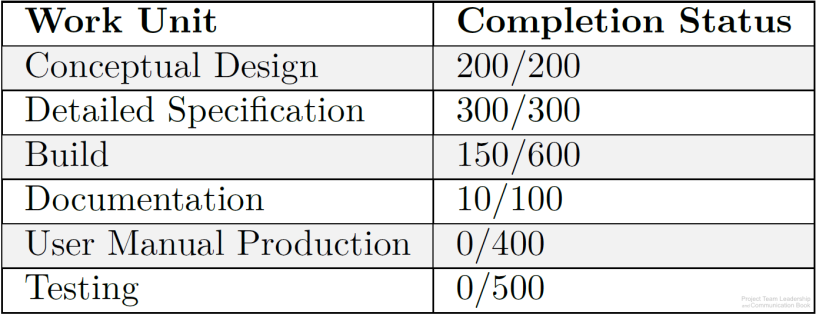 Work Unit Completion Status
Conceptual Design 200/200
Detailed Specification 300/300
Build 150/600
Documentation 10/100
User Manual Production 0/400
Testing 0/500
Project Team Leadership
and Communication Book